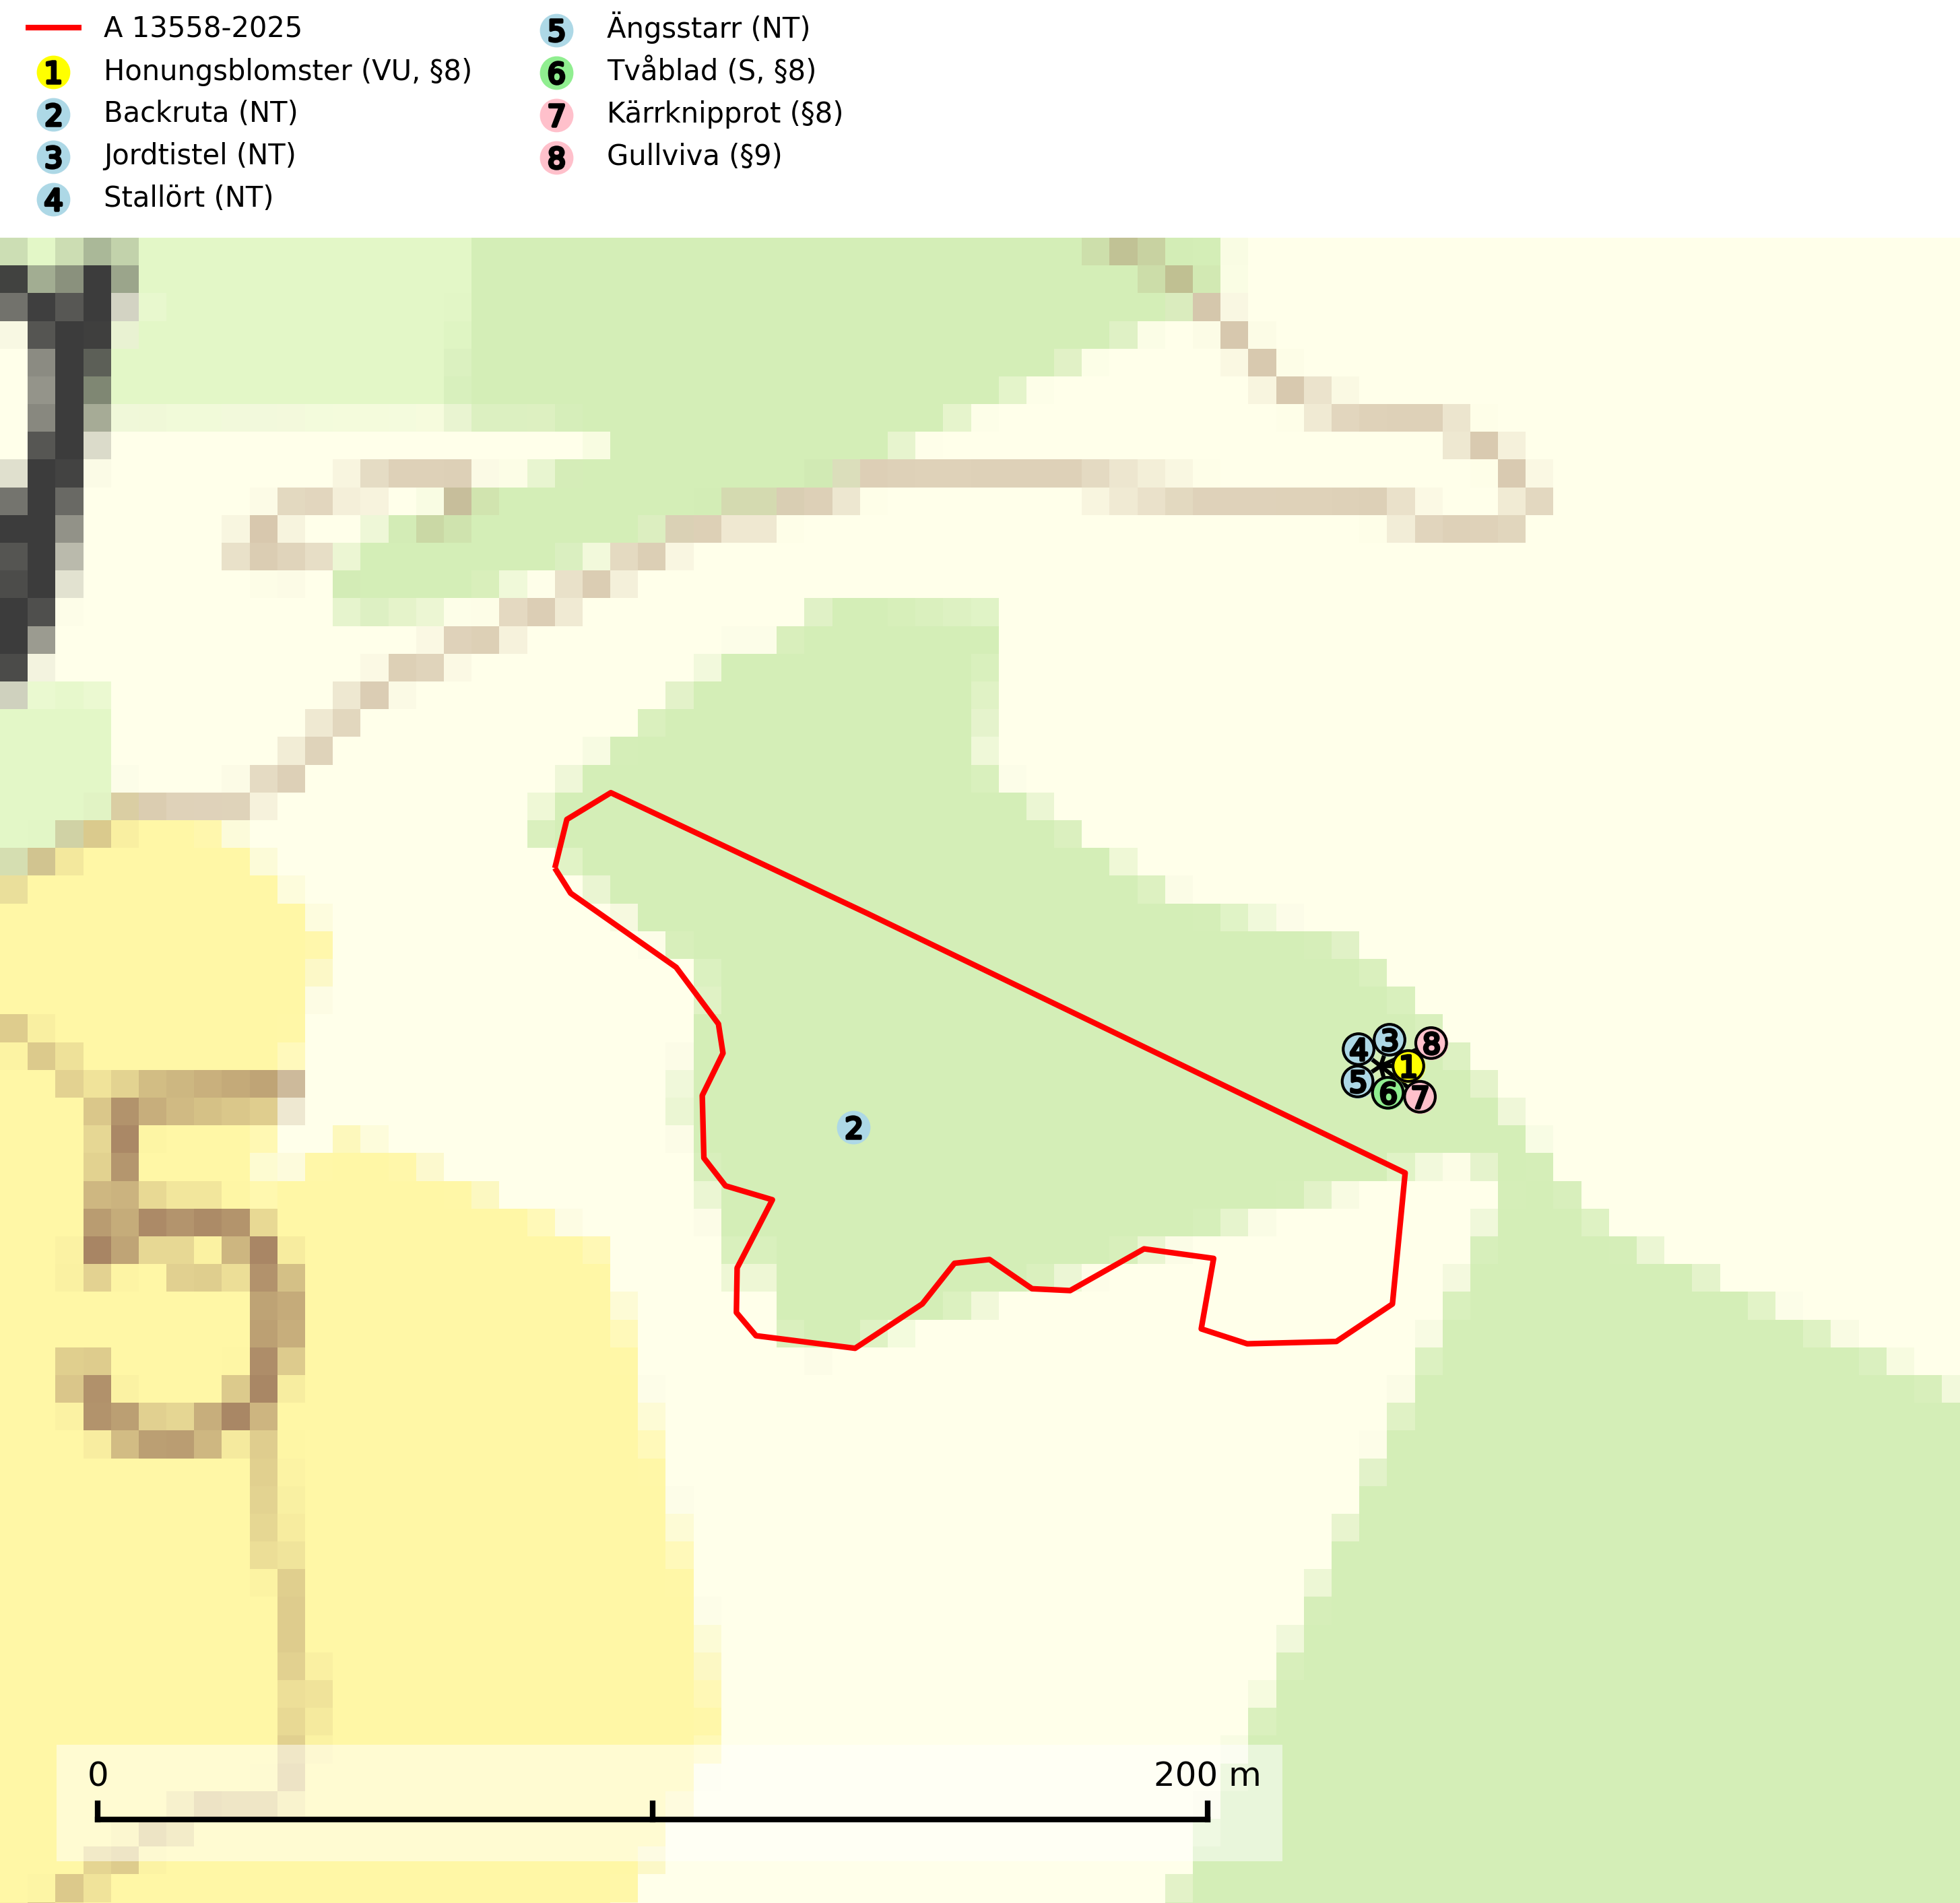 A 13558-2025
1 Honungsblomster (VU, §8)
2 Backruta (NT)
3 Jordtistel (NT)
4 Stallört (NT)
5 Ängsstarr (NT)
6 Tvåblad (S, §8)
7 Kärrknipprot (§8)
8 Gullviva (§9)
4 3 8
1
5 6 7
2
0 200 m